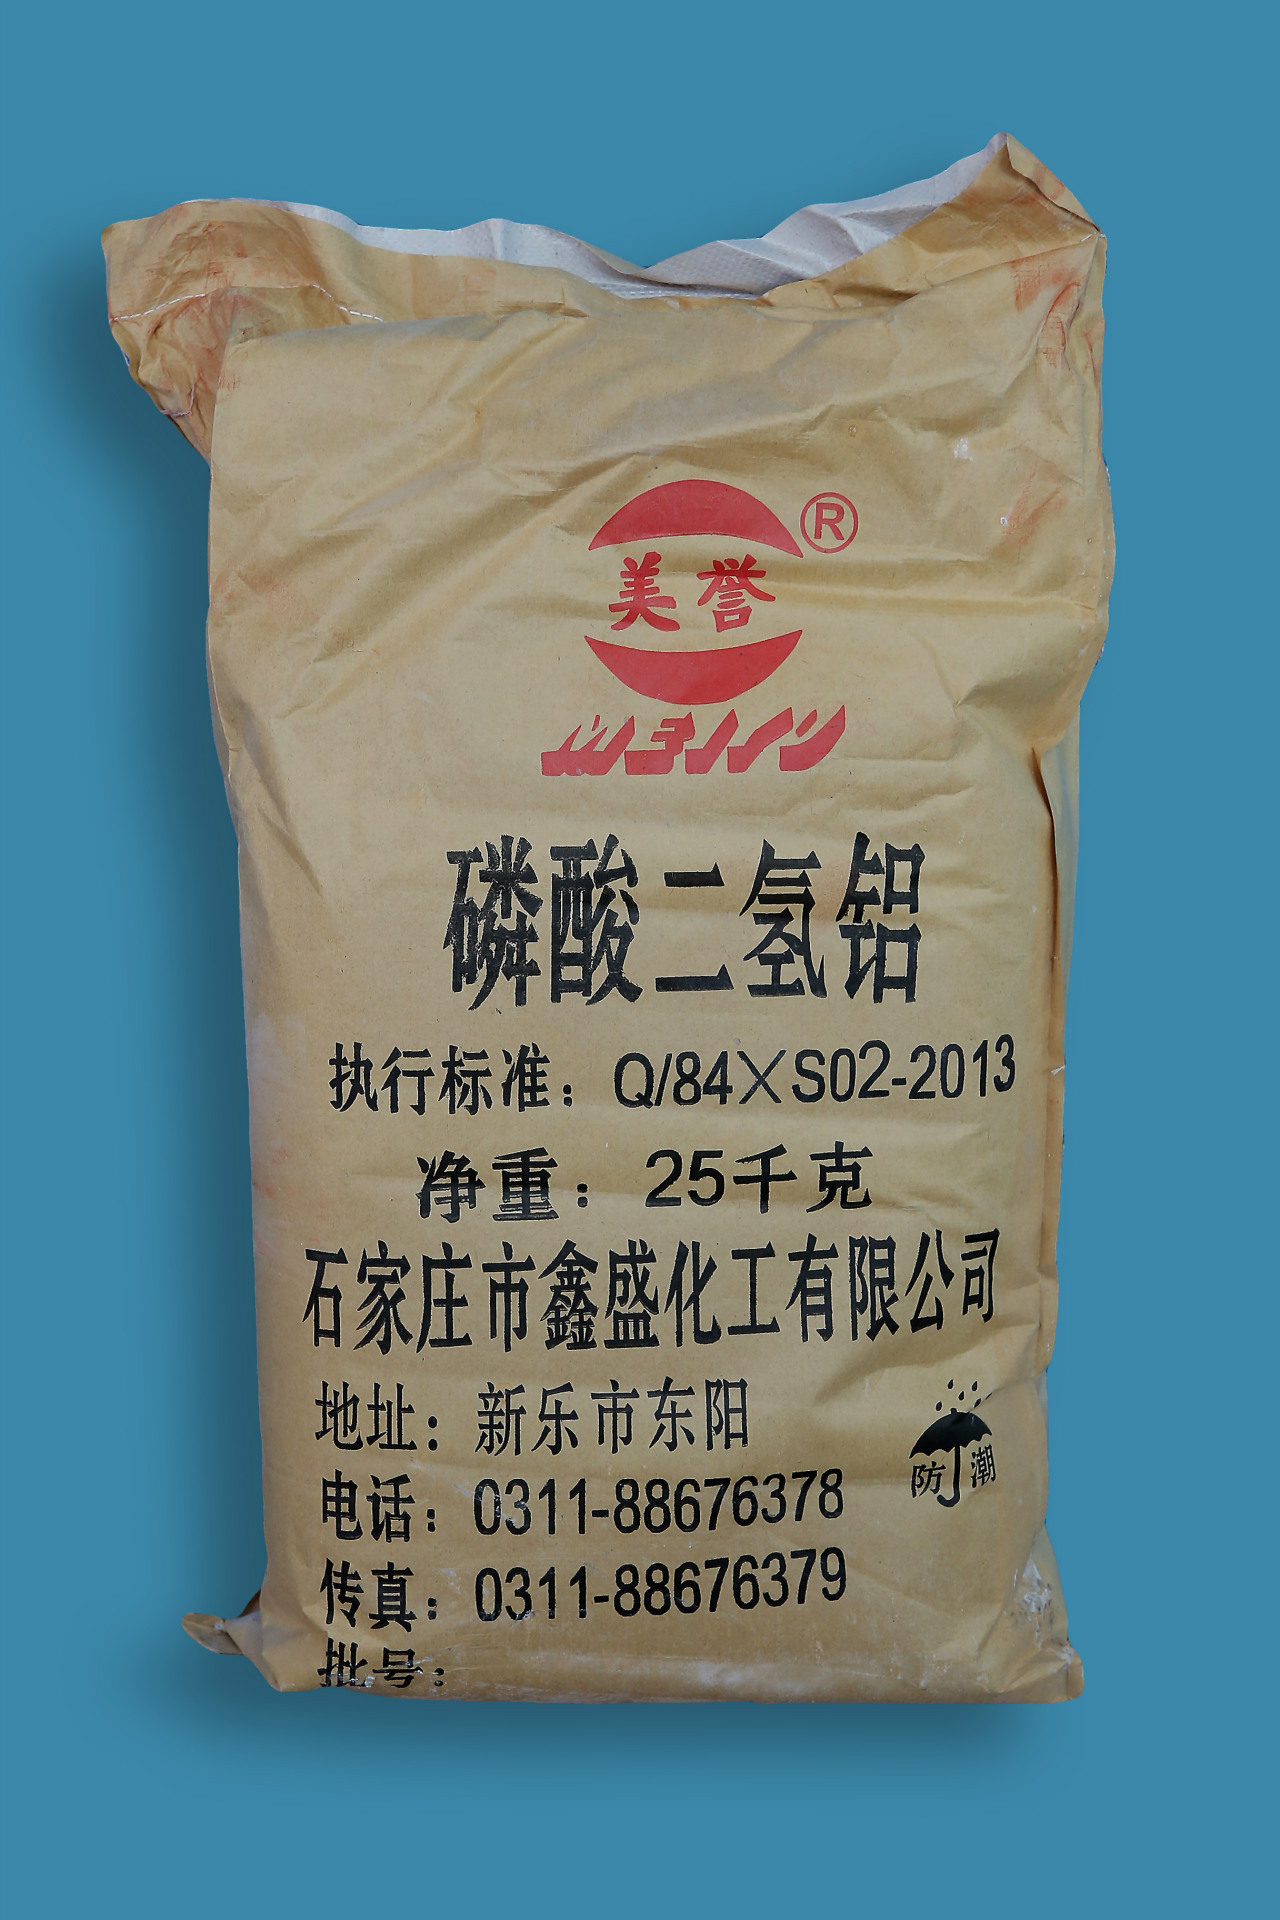 ®
美誉
磷酸二氢铝
执行标准：Q/84XS02-2013
净重：25千克
石家庄市鑫盛化工有限公司
地址：新乐市东阳
防潮
电话：0311-88676378
传真：0311-88676379
批号：